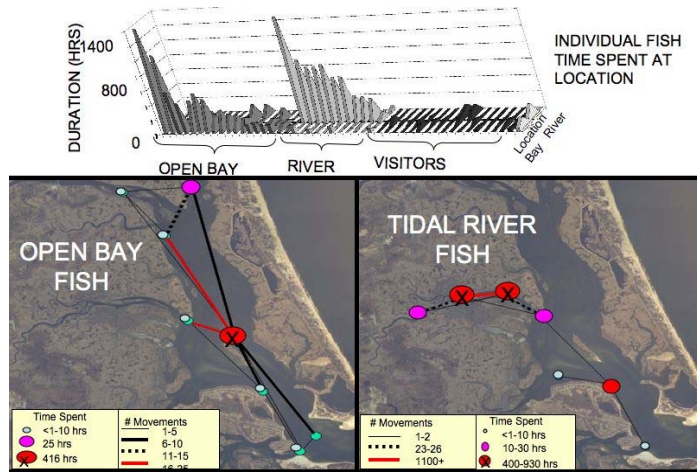 1400
800
0
DURATION (HRS)
INDIVIDUAL FISH
TIME SPENT AT
LOCATION
Location
Bay River
OPEN BAY
RIVER
VISITORS
OPEN BAY
FISH
Time Spent
<1-10 hrs
25 hrs
X 416 hrs
# Movements
1-5
6-10
11-15
16-25
X
TIDAL RIVER
FISH
X X
# Movements
1-2
23-26
1100+
Time Spent
<1-10 hrs
10-30 hrs
X 400-930 hrs